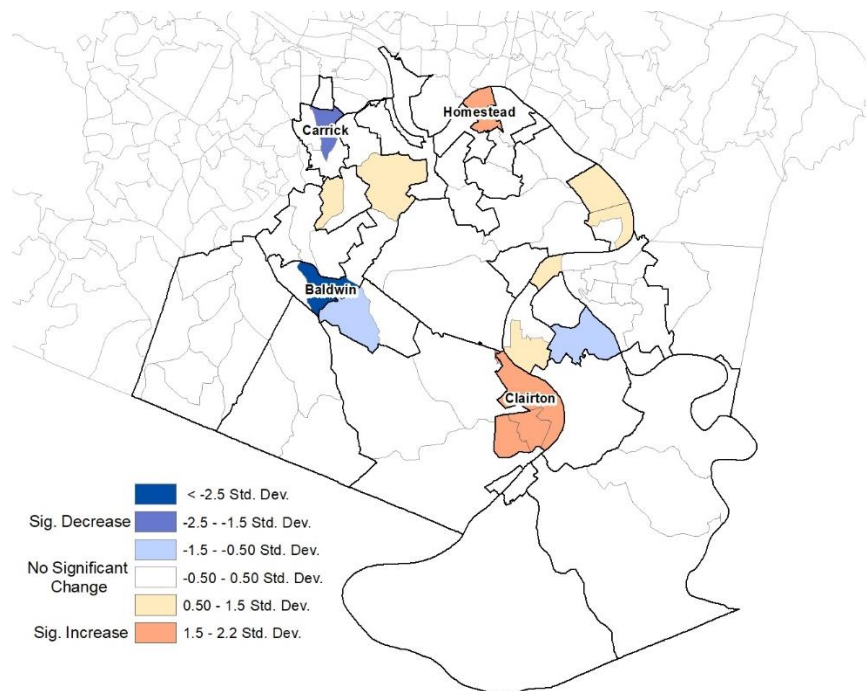 Homestead
Carrick
Baldwin
Clairton
< -2.5 Std. Dev.
Sig. Decrease
-2.5 - -1.5 Std. Dev.
-1.5 - -0.50 Std. Dev.
No Significant
Change
-0.50 - 0.50 Std. Dev.
0.50 - 1.5 Std. Dev.
Sig. Increase
1.5 - 2.2 Std. Dev.